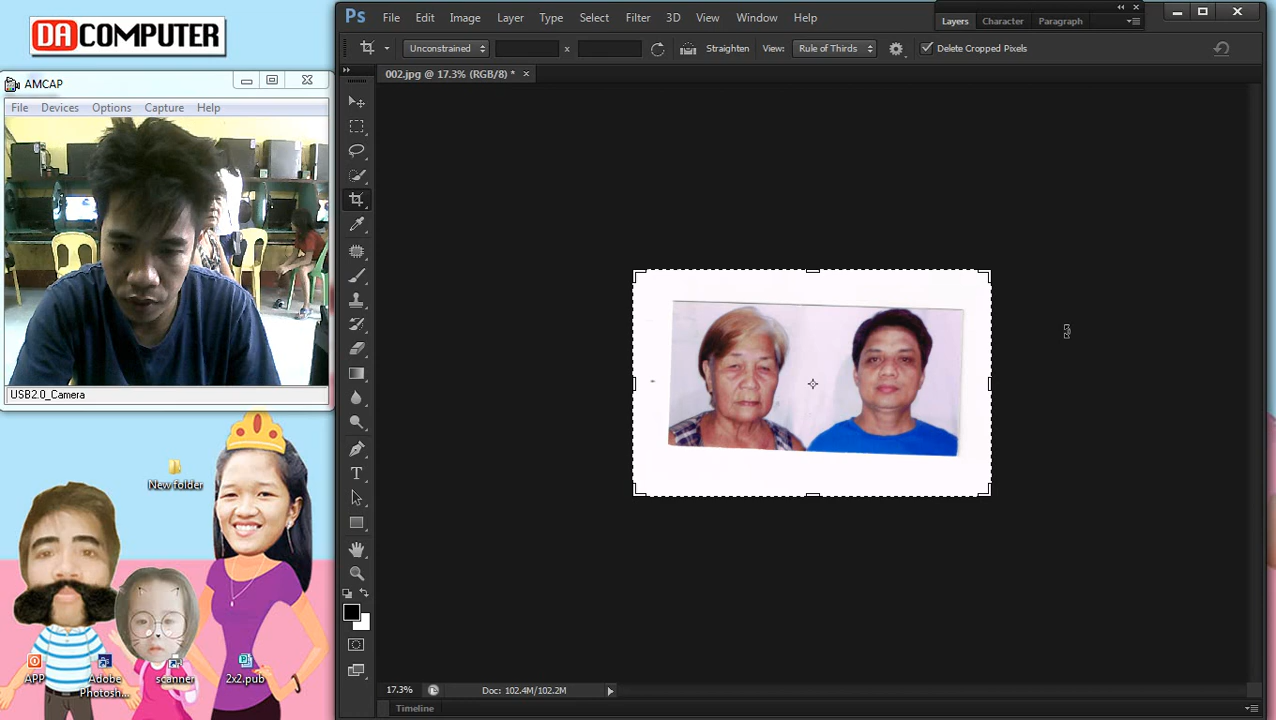 DA COMPUTER
AMCAP
File Devices Options Capture Help
USB2.0_Camera
New folder
APP
Adobe Photosh...
scanner
2x2.pub
Ps File Edit Image Layer Type Select Filter 3D View Window Help
Layers Character Paragraph
Unconstrained x Straighten View: Rule of Thirds Delete Cropped Pixels
002.jpg @ 17.3% (RGB/8) *
T
17.3% Doc: 102.4M/102.2M
Timeline